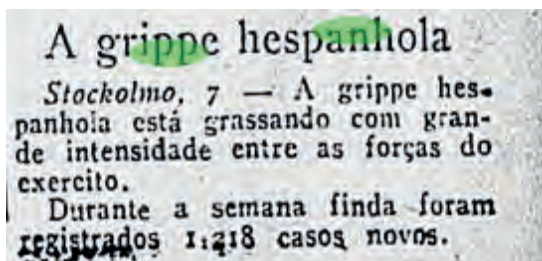 A grippe hespanhola
Stockolmo, 7 — A grippe hes-
panhola está grassando com gran-
de intensidade entre as forças do
exercito.
Durante a semana finda foram
registrados 1.218 casos novos.